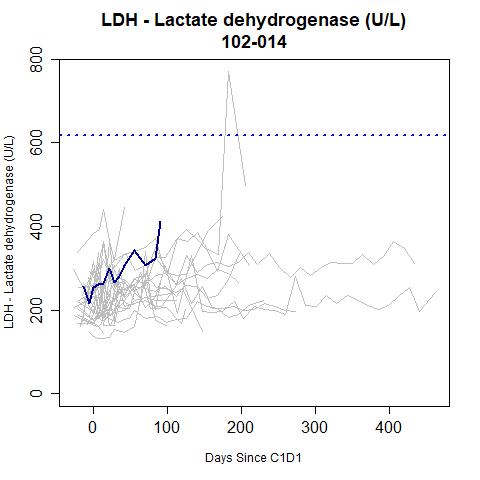 LDH - Lactate dehydrogenase (U/L)
102-014
LDH - Lactate dehydrogenase (U/L)
800
600
400
200
0
0 100 200 300 400
Days Since C1D1